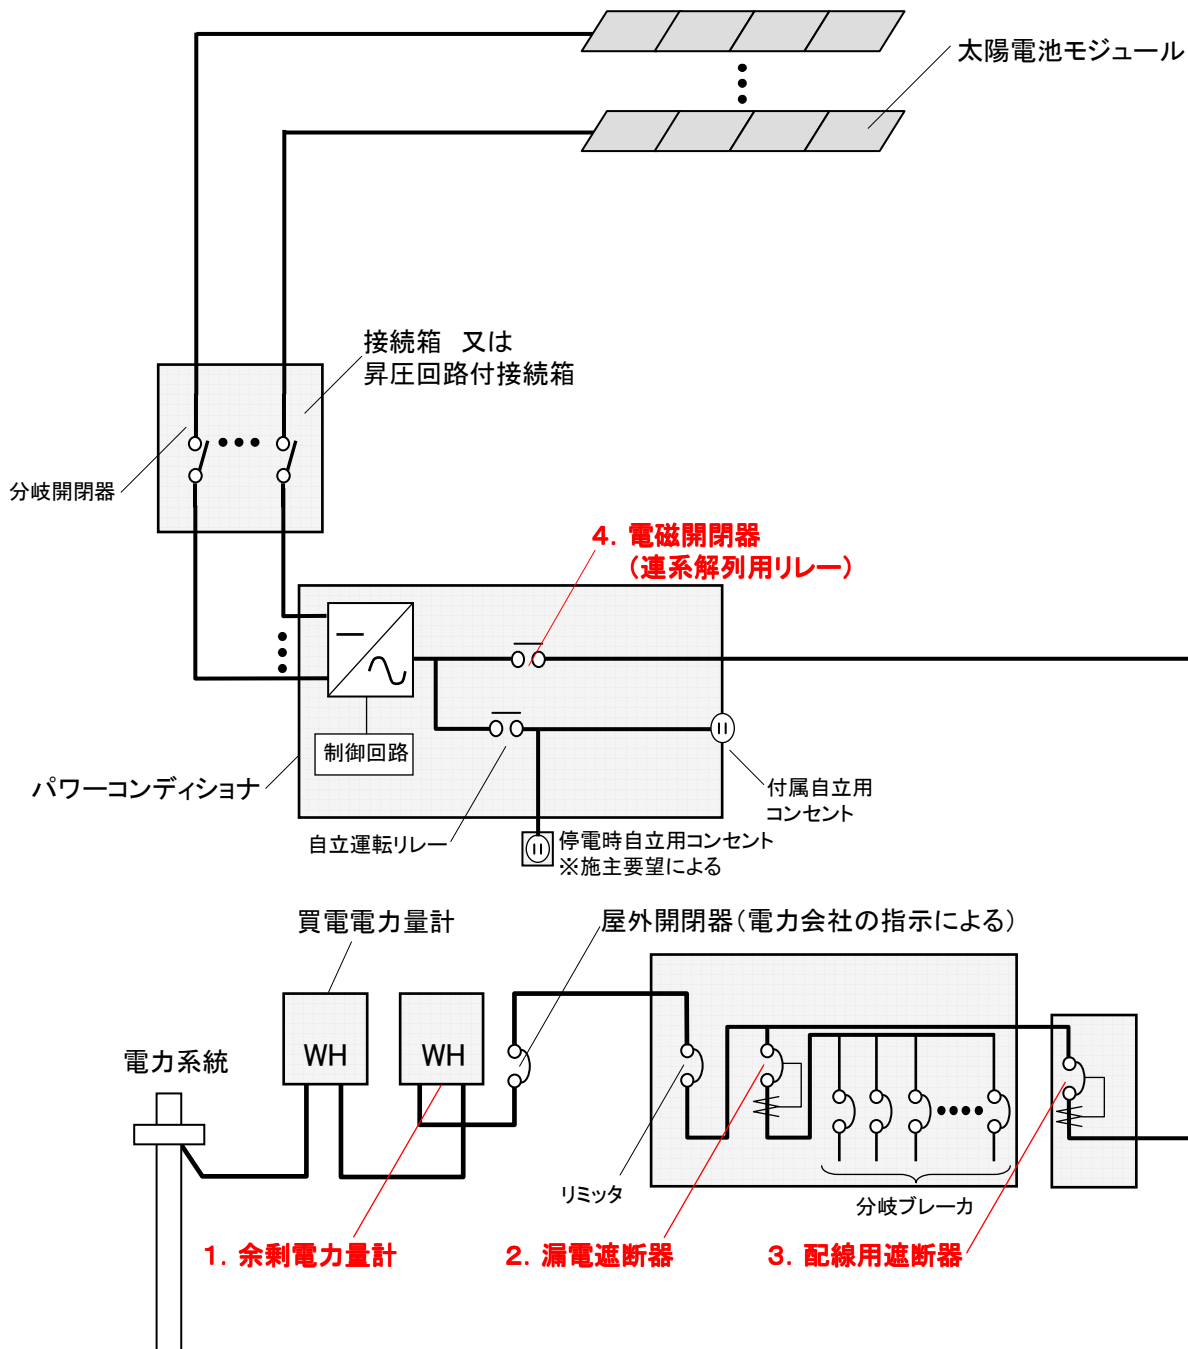 太陽電池モジュール
接続箱　又は
昇圧回路付接続箱
分岐開閉器
４．電磁開閉器
（連系解列用リレー）
制御回路
パワーコンディショナ
付属自立用
コンセント
自立運転リレー
停電時自立用コンセント
※施主要望による
買電電力量計
屋外開閉器（電力会社の指示による）
WH
WH
電力系統
リミッタ
分岐ブレーカ
１．余剰電力量計
２．漏電遮断器
３．配線用遮断器